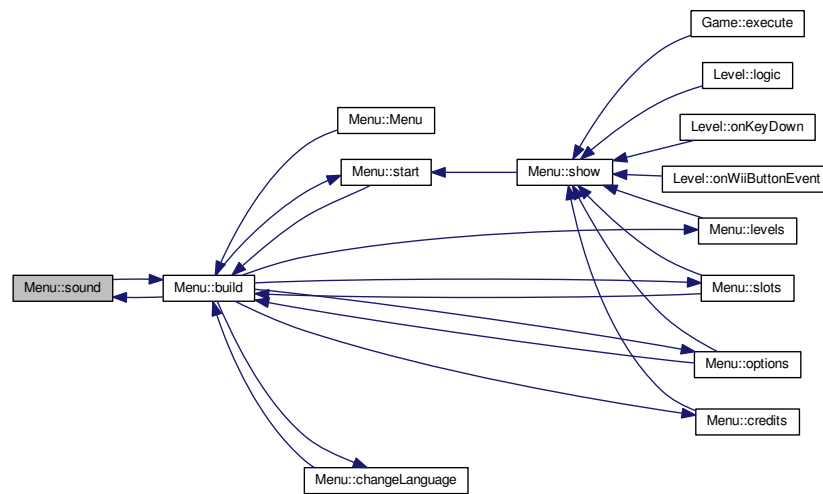 Game::execute
Level::logic
Menu::Menu
Level::onKeyDown
Menu::start
Menu::show
Level::onWiiButtonEvent
Menu::levels
Menu::sound
Menu::build
Menu::slots
Menu::options
Menu::credits
Menu::changeLanguage